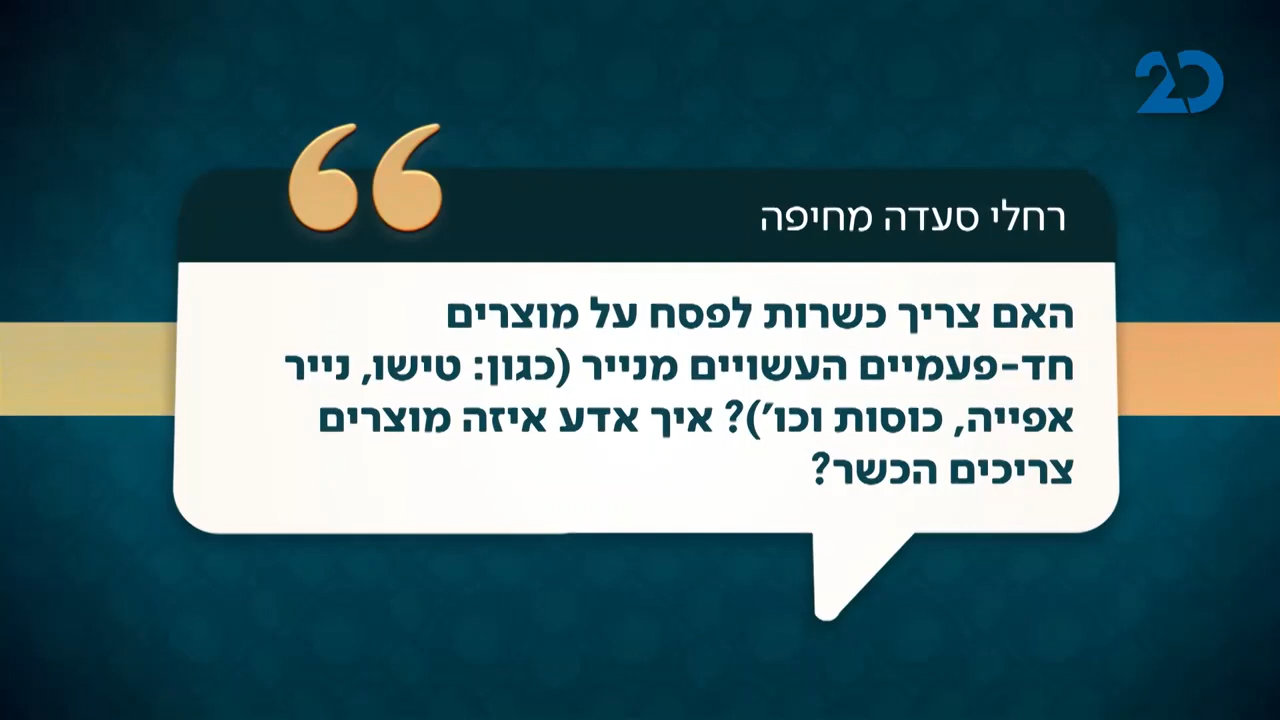 20
רחלי סעדה מחיפה
האם צריך כשרות לפסח על מוצרים
חד-פעמיים העשויים מנייר (כגון: טישו, נייר
אפייה, כוסות וכו')? איך אדע איזה מוצרים
צריכים הכשר?